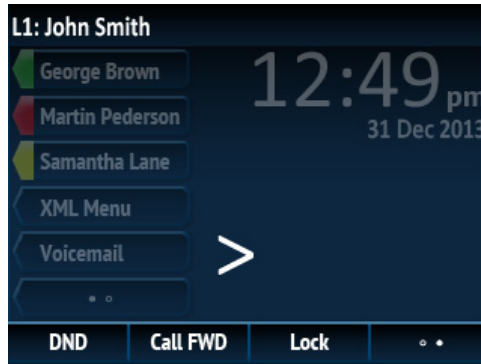 L1: John Smith
George Brown
12:49 pm
Martin Pederson
31 Dec 2013
Samantha Lane
XML Menu
Voicemail
>
DND
Call FWD
Lock